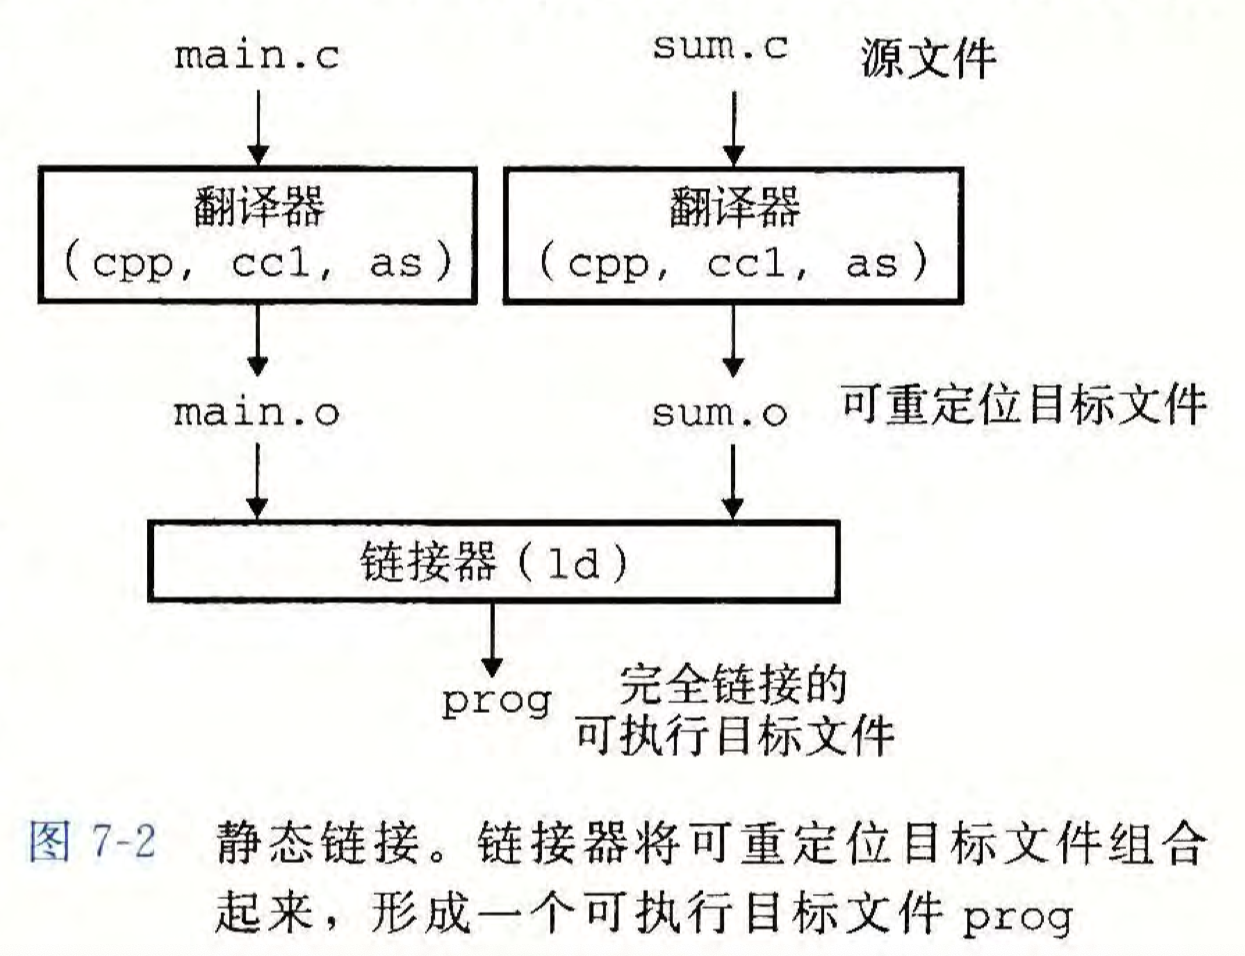 main.c
sum.c
源文件
翻译器
(cpp, cc1, as)
翻译器
(cpp, cc1, as)
main.o
sum.o
可重定位目标文件
链接器(ld)
prog
完全链接的
可执行目标文件
图 7-2 静态链接。链接器将可重定位目标文件组合
起来，形成一个可执行目标文件 prog